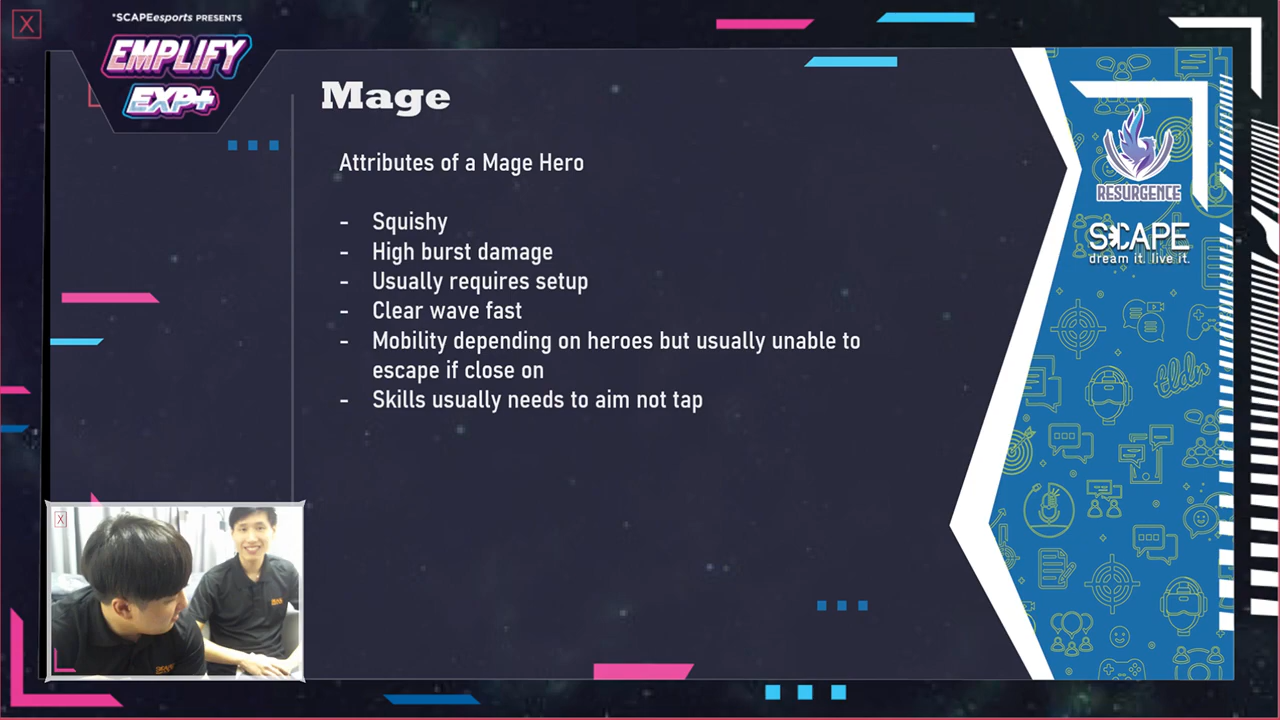 *SCAPEesports PRESENTS
EMPLIFY
EXP+
Mage
Attributes of a Mage Hero
- Squishy
- High burst damage
- Usually requires setup
- Clear wave fast
- Mobility depending on heroes but usually unable to
escape if close on
- Skills usually needs to aim not tap
RESURGENCE
S*CAPE
dream it. live it.
tldr
X
X